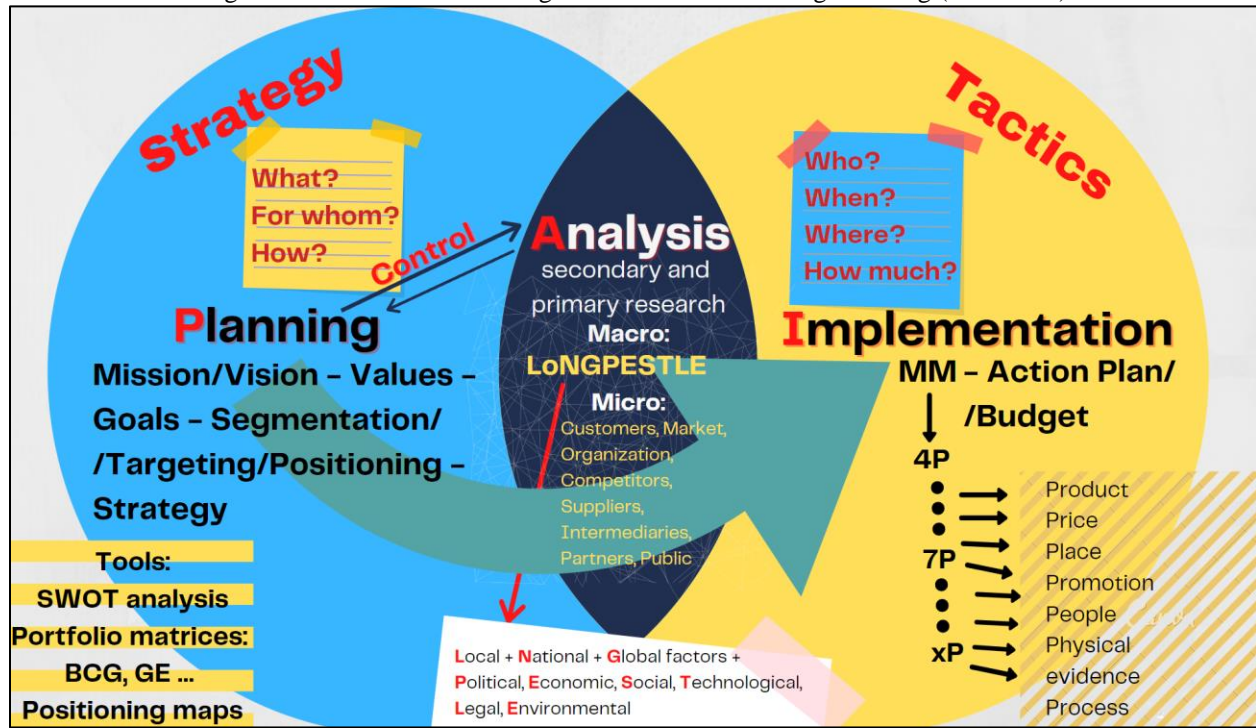 Strategy
What?
For whom?
How?
Control
Planning
Mission/Vision – Values –
Goals – Segmentation/
/Targeting/Positioning –
Strategy
Tools:
SWOT analysis
Portfolio matrices:
BCG, GE ...
Positioning maps
Analysis
secondary and
primary research
Macro:
LoNGPESTLE
Micro:
Customers, Market,
Organization,
Competitors,
Suppliers,
Intermediaries,
Partners, Public
Local + National + Global factors +
Political, Economic, Social, Technological,
Legal, Environmental
Tactics
Who?
When?
Where?
How much?
Implementation
MM – Action Plan/
/Budget
4P
7P
xP
Product
Price
Place
Promotion
People
Physical
evidence
Process